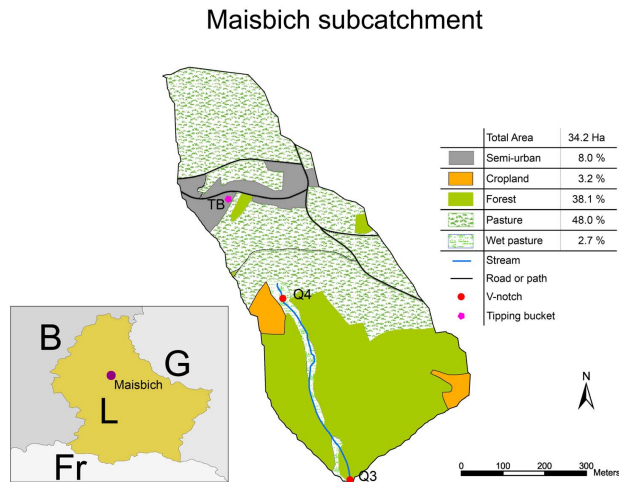 Maisbich subcatchment
Total Area 34.2 Ha
Semi-urban 8.0 %
Cropland 3.2 %
Forest 38.1 %
Pasture 48.0 %
Wet pasture 2.7 %
Stream
Road or path
V-notch
Tipping bucket
TB
Q4
B
G
Maisbich
L
Fr
Q3
N
0 100 200 300
Meters